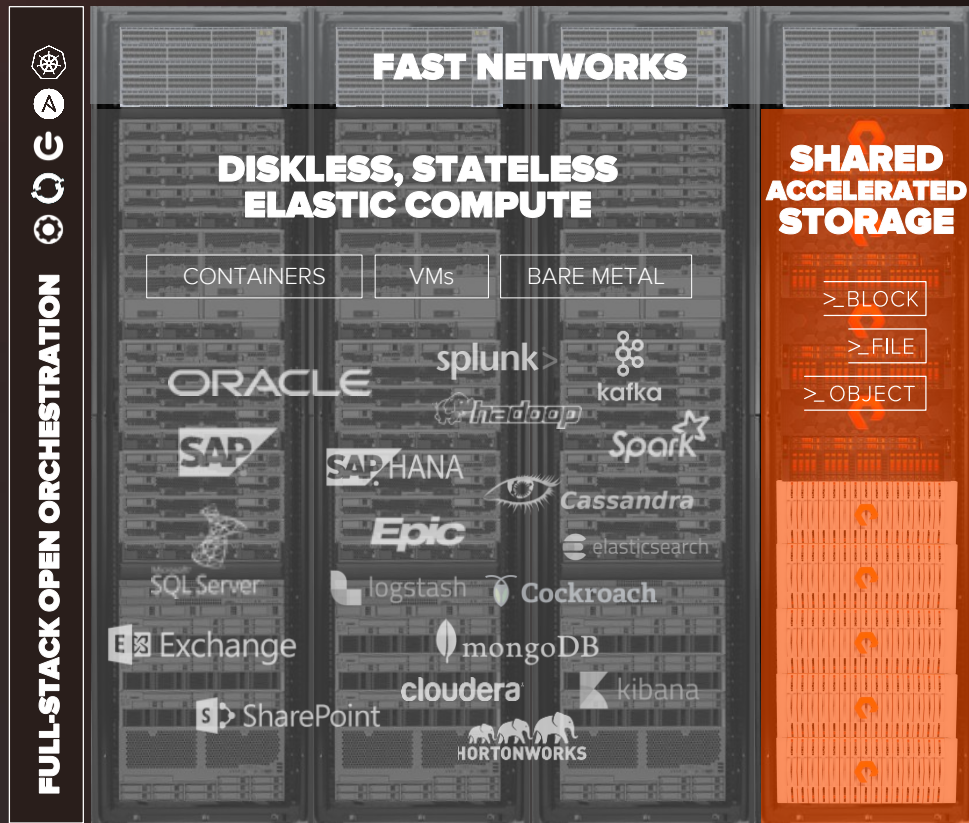 FULL-STACK OPEN ORCHESTRATION
FAST NETWORKS
DISKLESS, STATELESS
ELASTIC COMPUTE
CONTAINERS
VMs
BARE METAL
ORACLE
splunk>
kafka
hadoop
Spark
SAP
SAP HANA
Cassandra
Epic
elasticsearch
Microsoft
SQL Server
logstash
Cockroach
E Exchange
mongoDB
cloudera
kibana
S SharePoint
HORTONWORKS
SHARED
ACCELERATED
STORAGE
>_BLOCK
>_FILE
>_ OBJECT